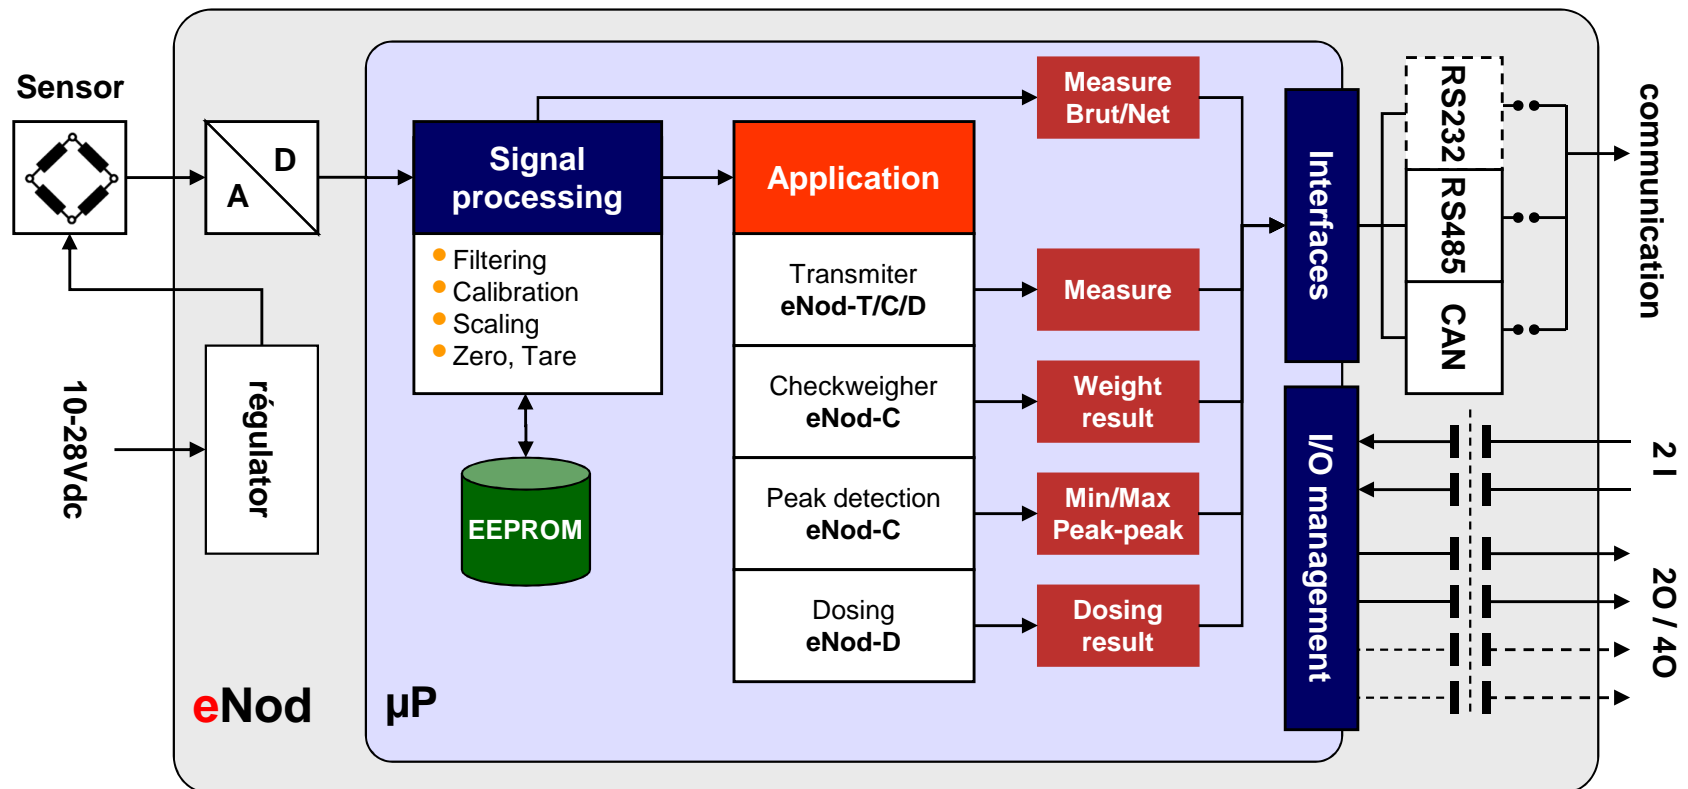 Sensor
A
D
10-28Vdc
régulator
eNod
µP
Signal
processing
Filtering
Calibration
Scaling
Zero, Tare
EEPROM
Application
Transmiter
eNod-T/C/D
Checkweigher
eNod-C
Peak detection
eNod-C
Dosing
eNod-D
Measure
Brut/Net
Measure
Weight
result
Min/Max
Peak-peak
Dosing
result
Interfaces
I/O management
RS232
RS485
CAN
communication
2 I
2O / 4O